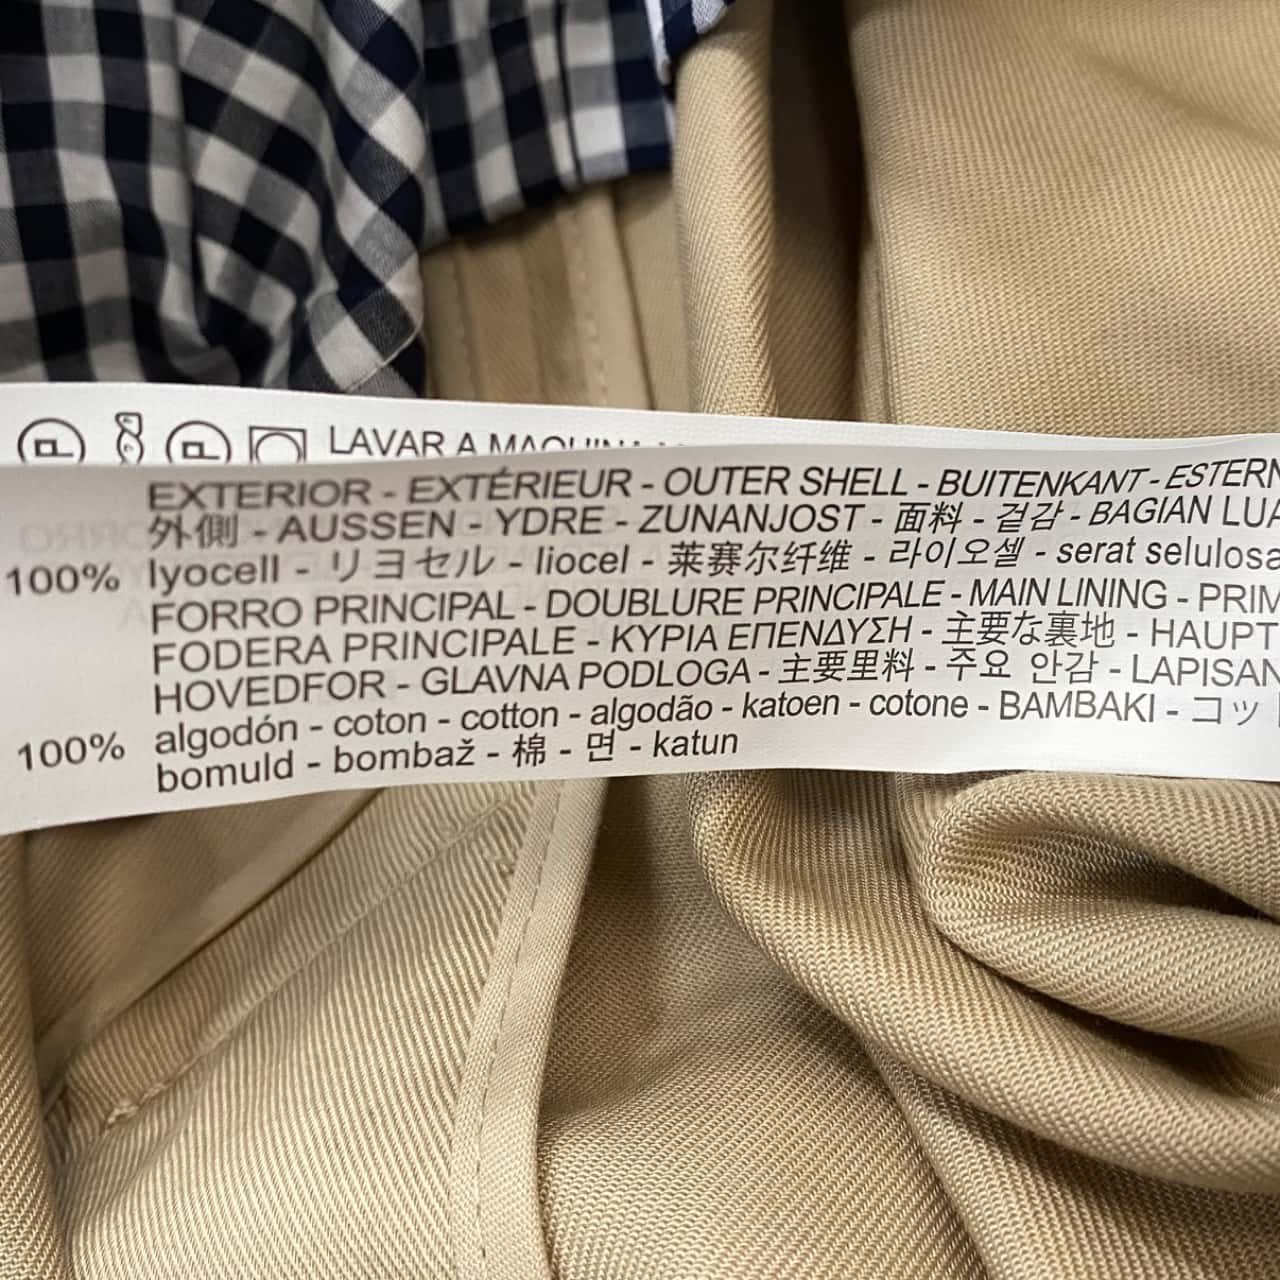 LAVAR A
EXTERIOR - EXTÉRIEUR - OUTER SHELL - BUITENKANT - ESTERN
外側 - AUSSEN - YDRE - ZUNANJOST - 面料 - 겉감 - BAGIAN LUA
100% lyocell - リヨセル - liocel - 莱赛尔纤维 - 라이오셀 - serat selulosa
FORRO PRINCIPAL - DOUBLURE PRINCIPALE - MAIN LINING - PRIM
FODERA PRINCIPALE - ΚΥΡΙΑ ΕΠΕΝΔΥΣΗ - 主要な裏地 - HAUPT
HOVEDFOR - GLAVNA PODLOGA - 主要里料 - 주요 안감 - LAPISAN
100% algodón - coton - cotton - algodão - katoen - cotone - BAMBAKI - コッ
bomuld - bombaž - 棉 - 면 - katun